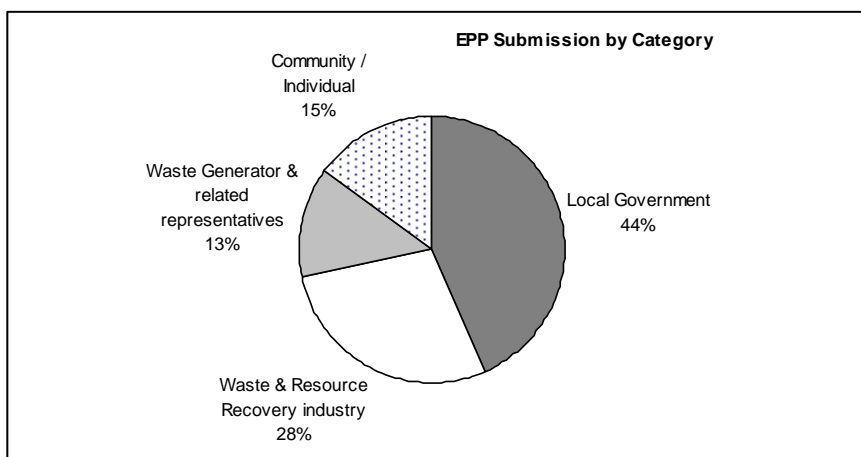 EPP Submission by Category
Community /
Individual
15%
Waste Generator &
related
representatives
13%
Local Government
44%
Waste & Resource
Recovery industry
28%